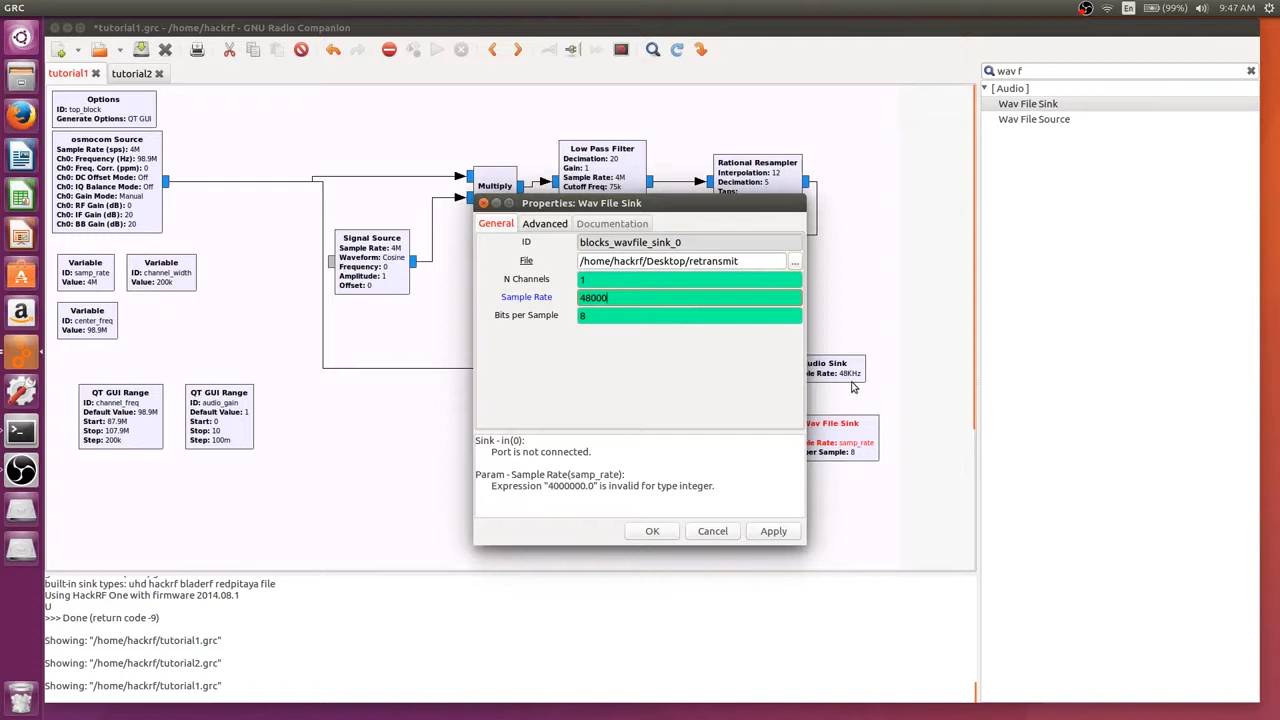 GRC
En
(99%)
9:47 AM
*tutorial1.grc - /home/hackrf - GNU Radio Companion
tutorial1
tutorial2
wav f
[ Audio ]
Wav File Sink
Wav File Source
Options
ID: top_block
Generate Options: QT GUI
osmocom Source
Sample Rate (sps): 4M
Ch0: Frequency (Hz): 98.9M
Ch0: Freq. Corr. (ppm): 0
Ch0: DC Offset Mode: Off
Ch0: IQ Balance Mode: Off
Ch0: Gain Mode: Manual
Ch0: RF Gain (dB): 0
Ch0: IF Gain (dB): 20
Ch0: BB Gain (dB): 20
Variable
ID: samp_rate
Value: 4M
Variable
ID: channel_width
Value: 200k
Variable
ID: center_freq
Value: 98.9M
QT GUI Range
ID: channel_freq
Default Value: 98.9M
Start: 87.9M
Stop: 107.9M
Step: 200k
QT GUI Range
ID: audio_gain
Default Value: 1
Start: 0
Stop: 10
Step: 100m
Signal Source
Sample Rate: 4M
Waveform: Cosine
Frequency: 0
Amplitude: 1
Offset: 0
Multiply
Low Pass Filter
Decimation: 20
Gain: 1
Sample Rate: 4M
Cutoff Freq: 75k
Rational Resampler
Interpolation: 12
Decimation: 5
Taps:
Properties: Wav File Sink
General
Advanced
Documentation
ID
blocks_wavfile_sink_0
File
/home/hackrf/Desktop/retransmit
...
N Channels
1
Sample Rate
48000
Bits per Sample
8
Sink - in(0):
Port is not connected.
Param - Sample Rate(samp_rate):
Expression "4000000.0" is invalid for type integer.
OK
Cancel
Apply
udio Sink
le Rate: 48KHz
Wav File Sink
le Rate: samp_rate
per Sample: 8
built-in sink types: uhd hackrf bladerf redpitaya file
Using HackRF One with firmware 2014.08.1
U
>>> Done (return code -9)
Showing: "/home/hackrf/tutorial1.grc"
Showing: "/home/hackrf/tutorial2.grc"
Showing: "/home/hackrf/tutorial1.grc"